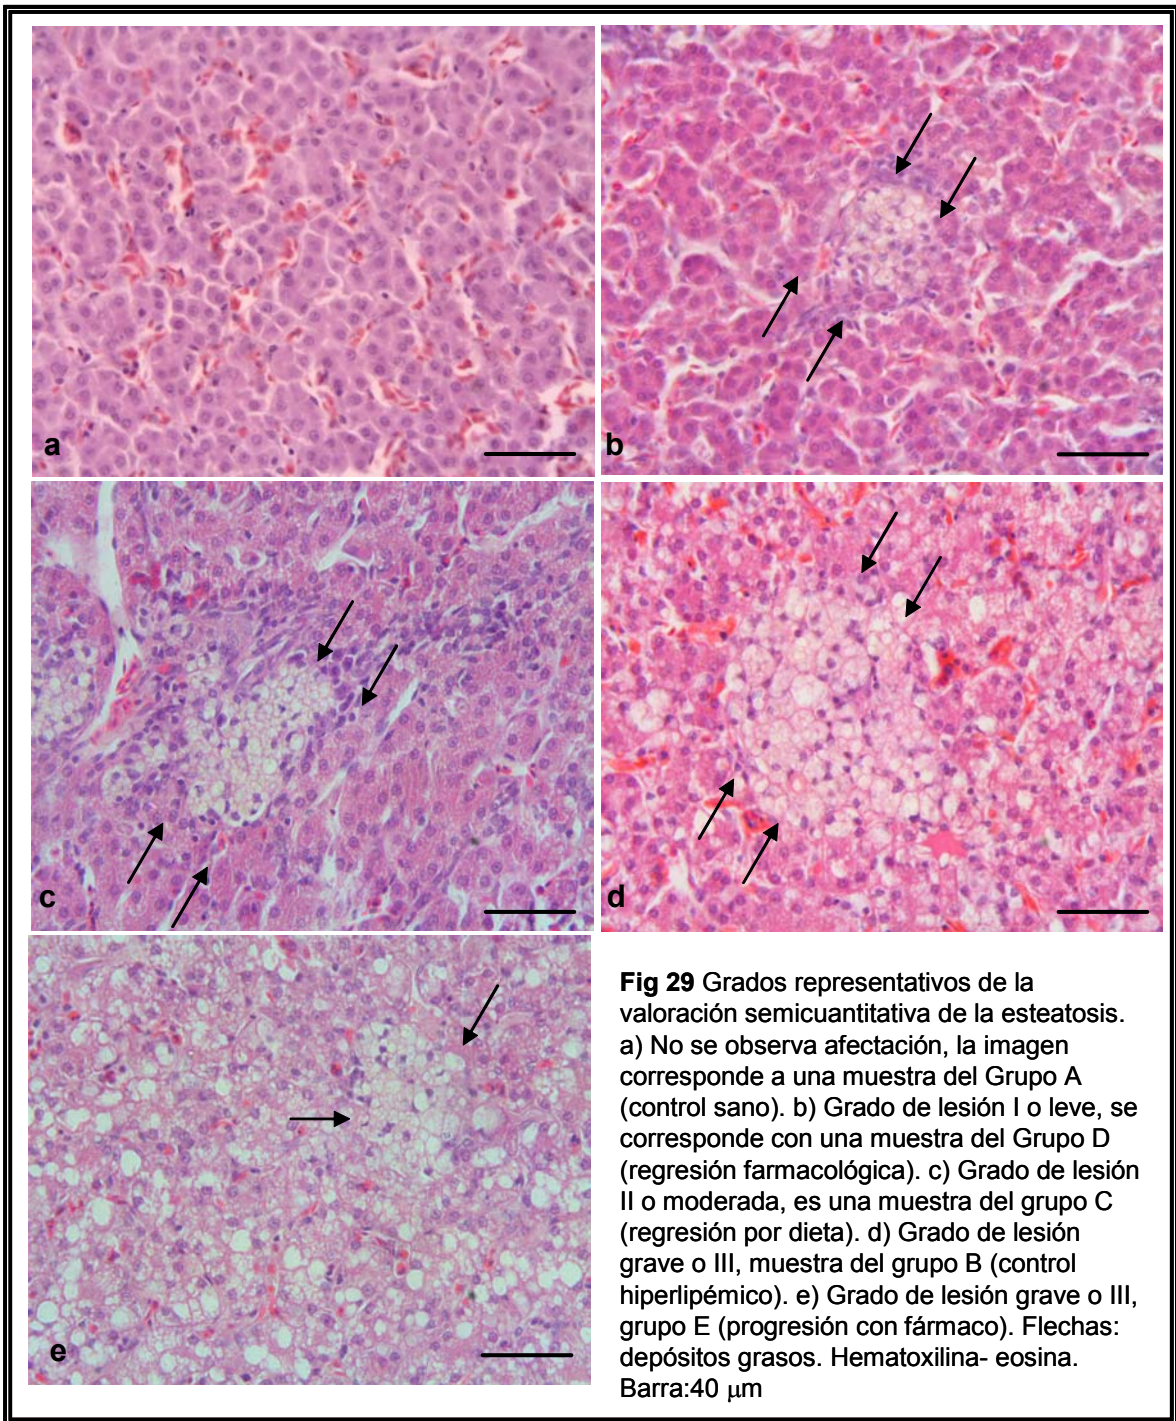 a
b
c
d
e
Fig 29 Grados representativos de la
valoración semicuantitativa de la esteatosis.
a) No se observa afectación, la imagen
corresponde a una muestra del Grupo A
(control sano). b) Grado de lesión I o leve, se
corresponde con una muestra del Grupo D
(regresión farmacológica). c) Grado de lesión
II o moderada, es una muestra del grupo C
(regresión por dieta). d) Grado de lesión
grave o III, muestra del grupo B (control
hiperlipémico). e) Grado de lesión grave o III,
grupo E (progresión con fármaco). Flechas:
depósitos grasos. Hematoxilina- eosina.
Barra:40 μm